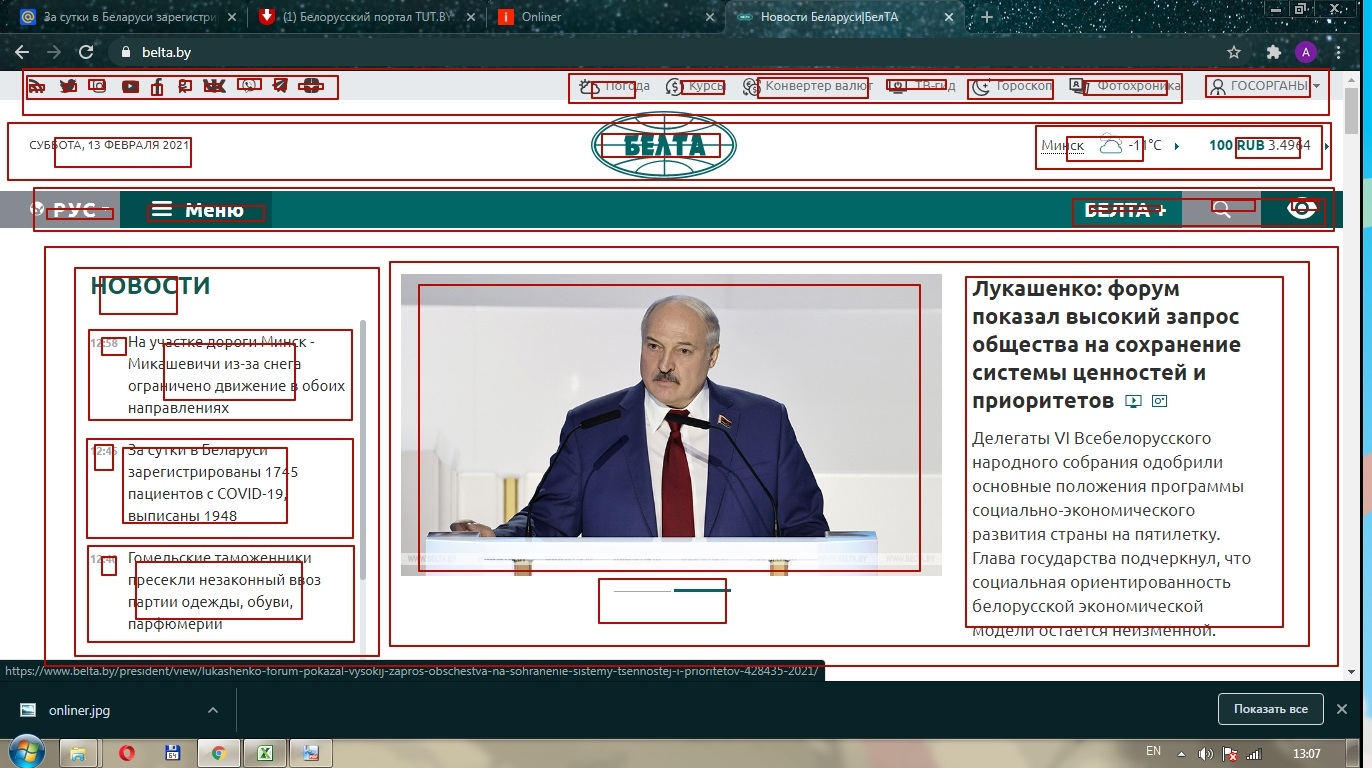 За сутки в Беларуси зарегистри
(1) Белорусский портал TUT.BY
Onliner
Новости Беларуси|БелТА
belta.by
A
Погода
Курсы
Конвертер валют
ТВ-гид
Гороскоп
Фотохроника
ГОСОРГАНЫ
СУББОТА, 13 ФЕВРАЛЯ 2021
БЕЛТА
Минск
-11°C
100 RUB 3.4964
РУС
Меню
БЕЛТА +
НОВОСТИ
12:58
На участке дороги Минск -
Микашевичи из-за снега
ограничено движение в обоих
направлениях
За сутки в Беларуси
зарегистрированы 1745
пациентов с COVID-19,
выписаны 1948
Гомельские таможенники
пресекли незаконный ввоз
партии одежды, обуви,
парфюмерии
WWW.BELTA.BY
Лукашенко: форум
показал высокий запрос
общества на сохранение
системы ценностей и
приоритетов
Делегаты VI Всебелорусского
народного собрания одобрили
основные положения программы
социально-экономического
развития страны на пятилетку.
Глава государства подчеркнул, что
социальная ориентированность
белорусской экономической
модели остается неизменной.
https://www.belta.by/president/view/lukashenko-forum-pokazal-vysokij-zapros-obschestva-na-sohranenie-sistemy-tsennostej-i-prioritetov-428435-2021/
onliner.jpg
Показать все
EN
13:07